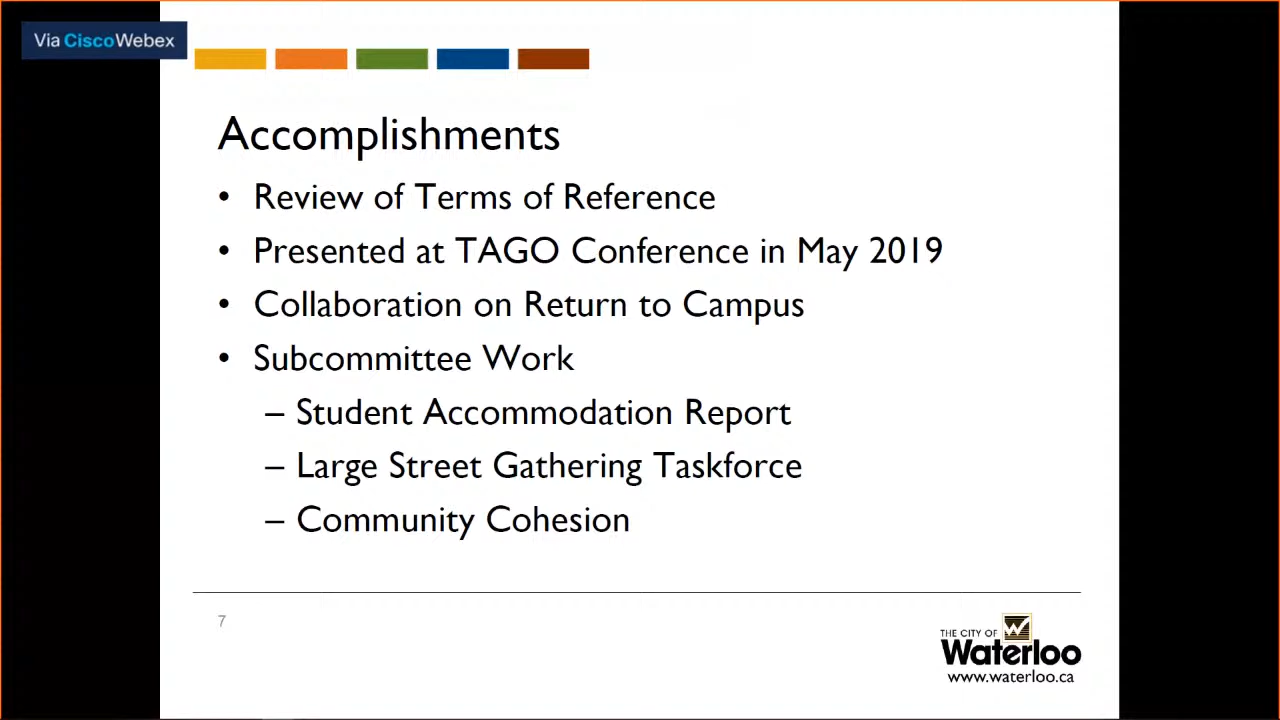 Via CiscoWebex
Accomplishments
• Review of Terms of Reference
• Presented at TAGO Conference in May 2019
• Collaboration on Return to Campus
• Subcommittee Work
– Student Accommodation Report
– Large Street Gathering Taskforce
– Community Cohesion
7
THE CITY OF
Waterloo
www.waterloo.ca